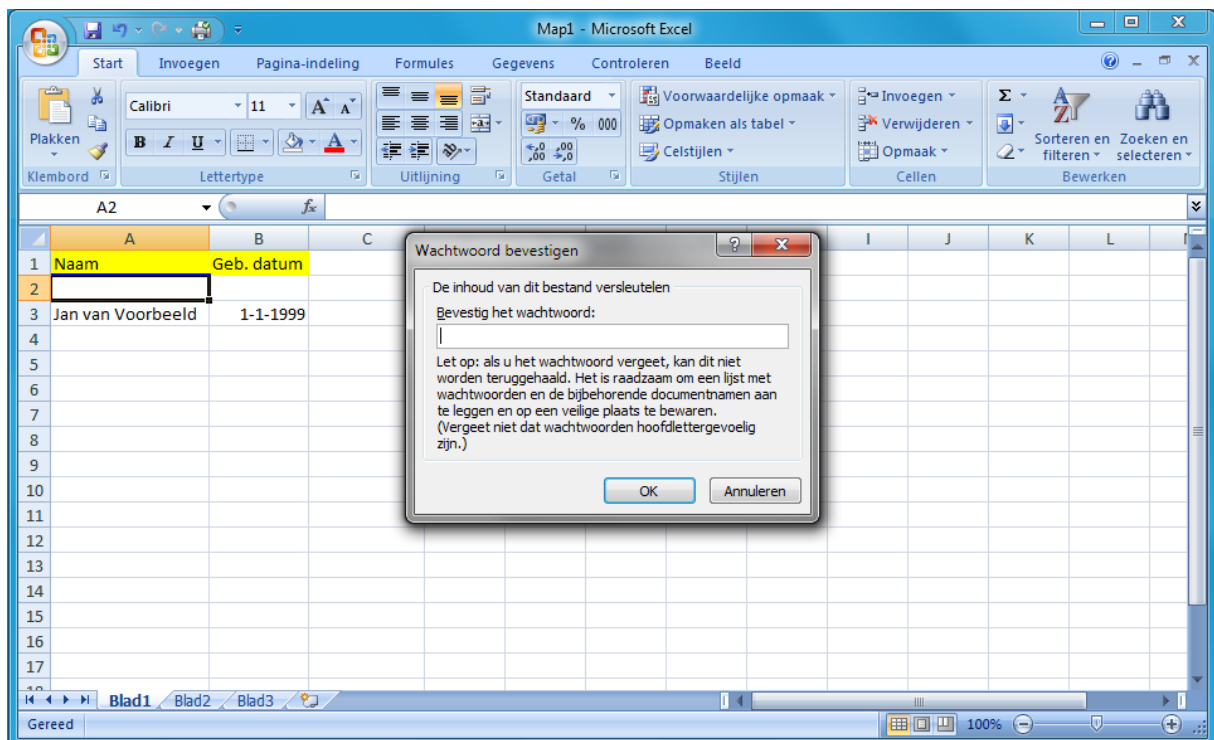 Map1 - Microsoft Excel
Start Invoegen Pagina-indeling Formules Gegevens Controleren Beeld
Calibri 11 A A Standaard Voorwaardelijke opmaak Invoegen Σ
Plakken B I U A % 000 Opmaken als tabel Verwijderen Sorteren en filteren Zoeken en selecteren
,0 ,00 ,00 ,0 Celstijlen Opmaak
Klembord Lettertype Uitlijning Getal Stijlen Cellen Bewerken
A2 fx
A B C I J K L
1 Naam Geb. datum
2
3 Jan van Voorbeeld 1-1-1999
4
5
6
7
8
9
10
11
12
13
14
15
16
17
Wachtwoord bevestigen ? X
De inhoud van dit bestand versleutelen
Bevestig het wachtwoord:
Let op: als u het wachtwoord vergeet, kan dit niet
worden teruggehaald. Het is raadzaam om een lijst met
wachtwoorden en de bijbehorende documentnamen aan
te leggen en op een veilige plaats te bewaren.
(Vergeet niet dat wachtwoorden hoofdlettergevoelig
zijn.)
OK Annuleren
Blad1 Blad2 Blad3
Gereed 100%